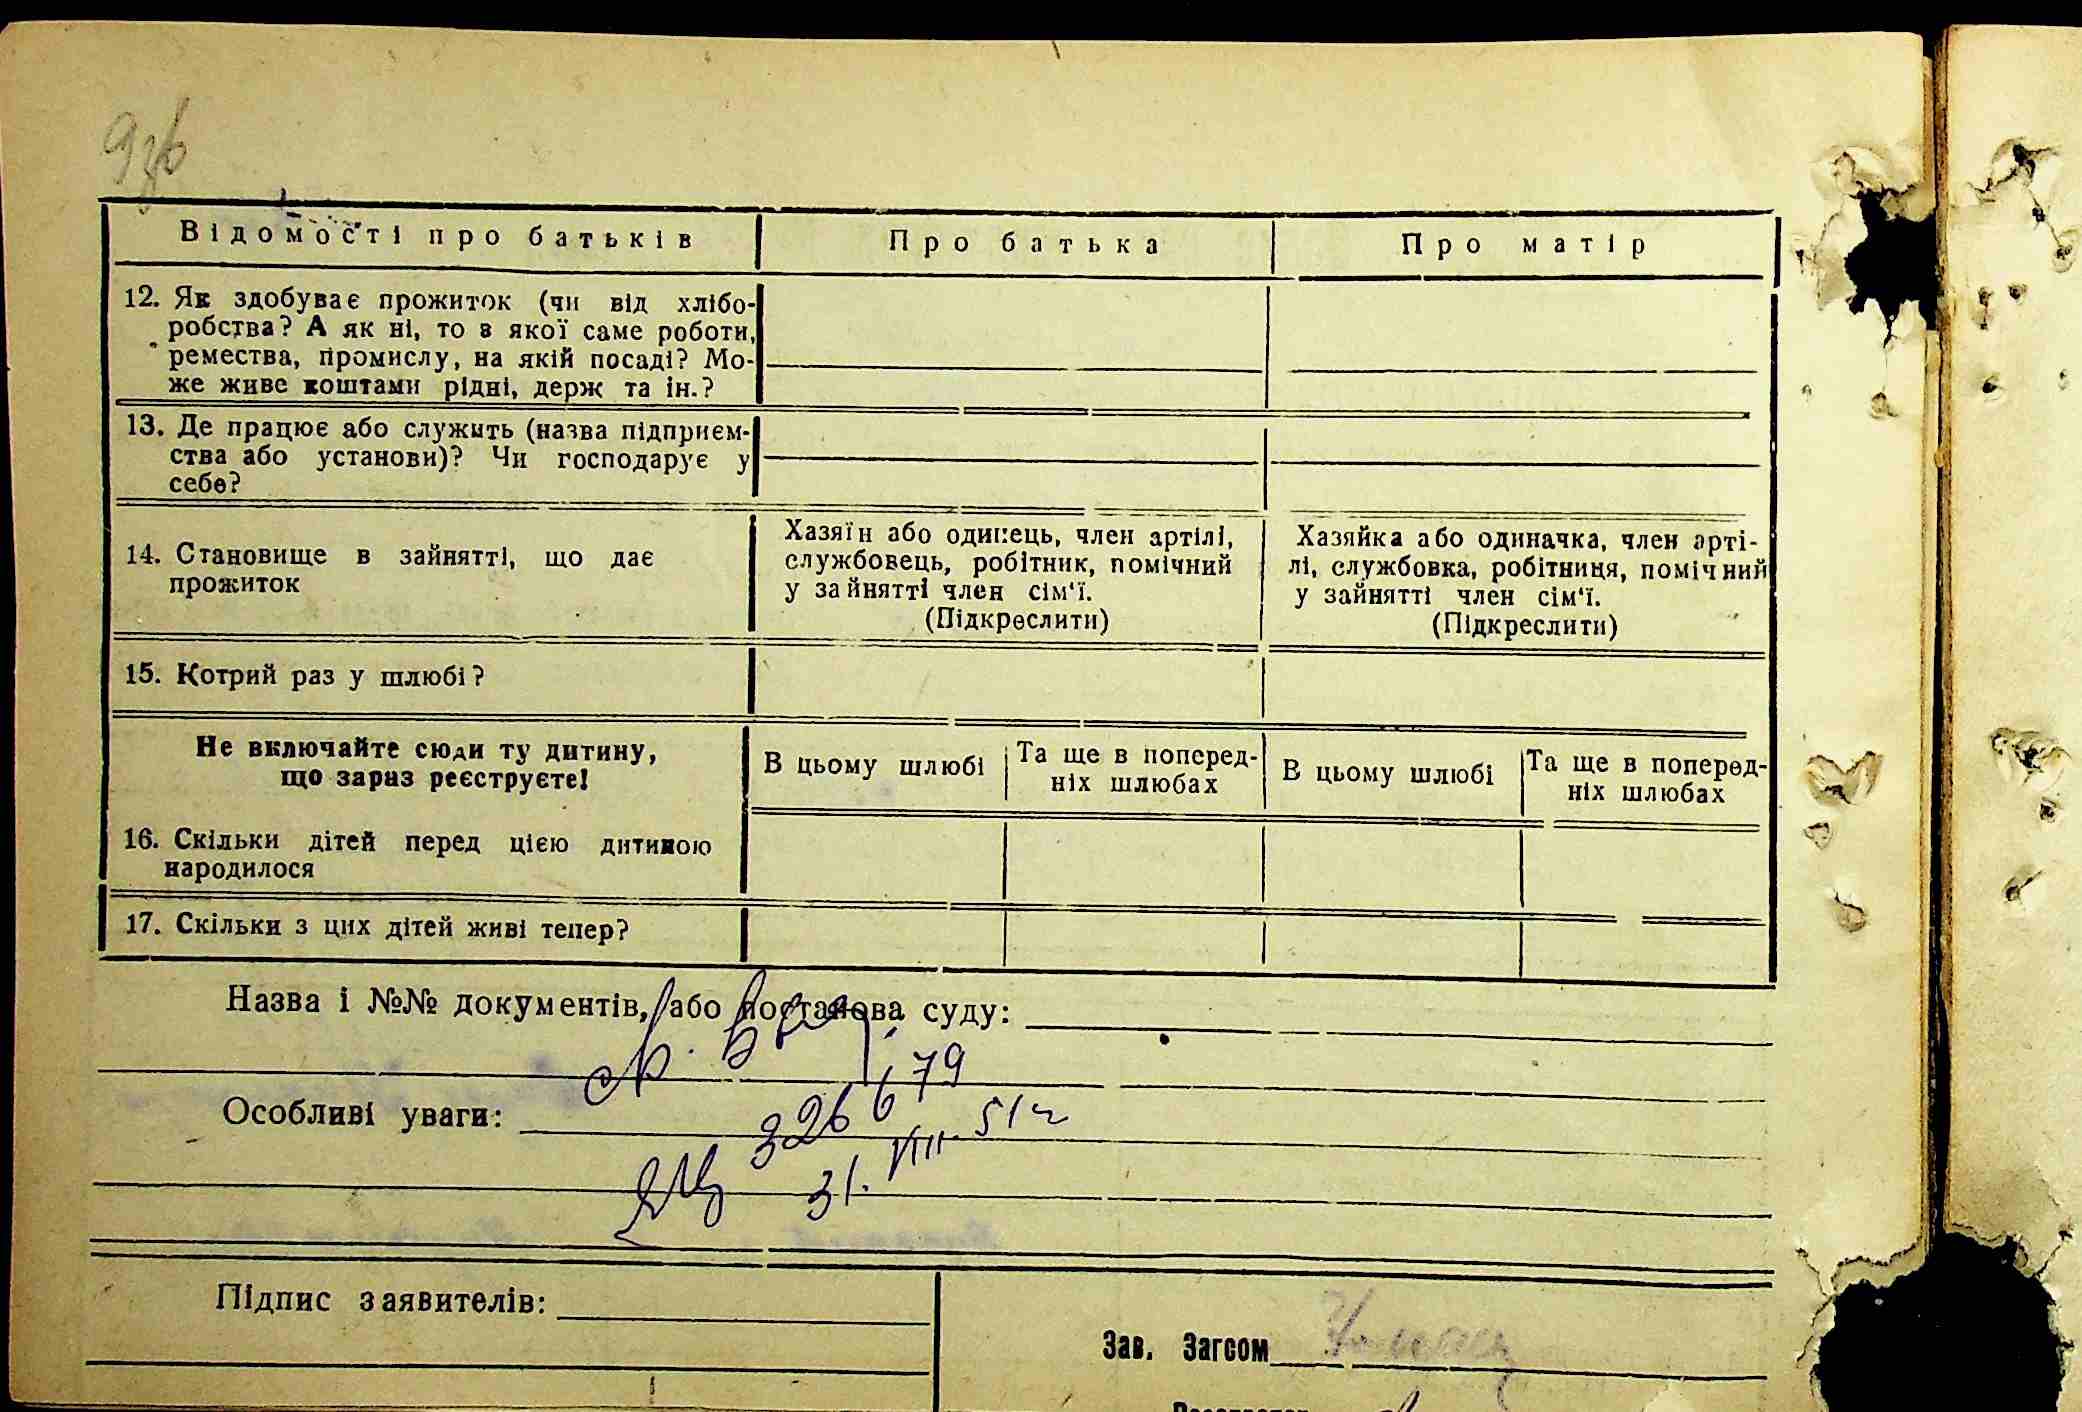 Відомості про батьків
Про батька
Про матір
12. Як здобуває прожиток (чи від хлібо-
робства? А як ні, то з якої саме роботи,
ремества, промислу, на якій посаді? Мо-
же живе коштами рідні, держ та ін.?
13. Де працює або служить (назва підприєм-
ства або установи)? Чи господарує у
себе?
14. Становище в зайнятті, що дає
прожиток
Хазяїн або одинець, член артілі,
службовець, робітник, помічний
у зайнятті член сім'ї.
(Підкреслити)
Хазяйка або одиначка, член арті-
лі, службовка, робітниця, помічний
у зайнятті член сім'ї.
(Підкреслити)
15. Котрий раз у шлюбі?
Не включайте сюди ту дитину,
що зараз реєструєте!
В цьому шлюбі
Та ще в поперед-
ніх шлюбах
В цьому шлюбі
Та ще в поперед-
ніх шлюбах
16. Скільки дітей перед цією дитиною
народилося
17. Скільки з цих дітей живі тепер?
Назва і №№ документів, або постанова суду:
Особливі уваги:
326679
31.VIII.51г
Підпис заявителів:
Зав. Загсом